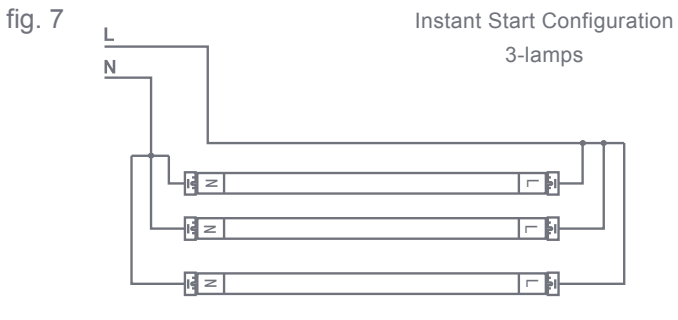 fig. 7
Instant Start Configuration
3-lamps
L
N
N L
N L
N L